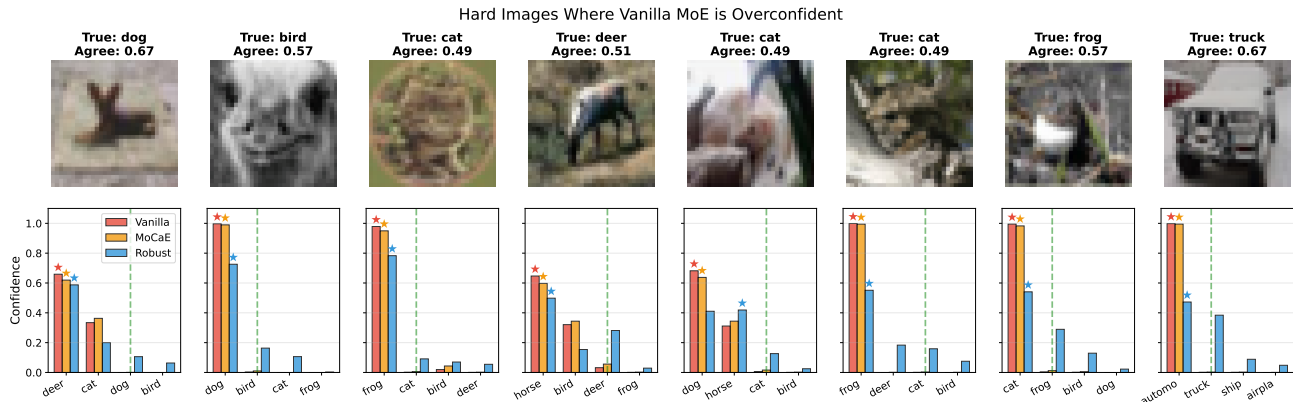 Hard Images Where Vanilla MoE is Overconfident
True: dog
Agree: 0.67
True: bird
Agree: 0.57
True: cat
Agree: 0.49
True: deer
Agree: 0.51
True: cat
Agree: 0.49
True: cat
Agree: 0.49
True: frog
Agree: 0.57
True: truck
Agree: 0.67
Confidence
1.0
0.8
0.6
0.4
0.2
0.0
Vanilla
MoCaE
Robust
deer cat dog bird
dog bird cat frog
frog cat bird deer
horse bird deer frog
dog horse cat bird
frog deer cat bird
cat frog bird dog
automo truck ship airpla